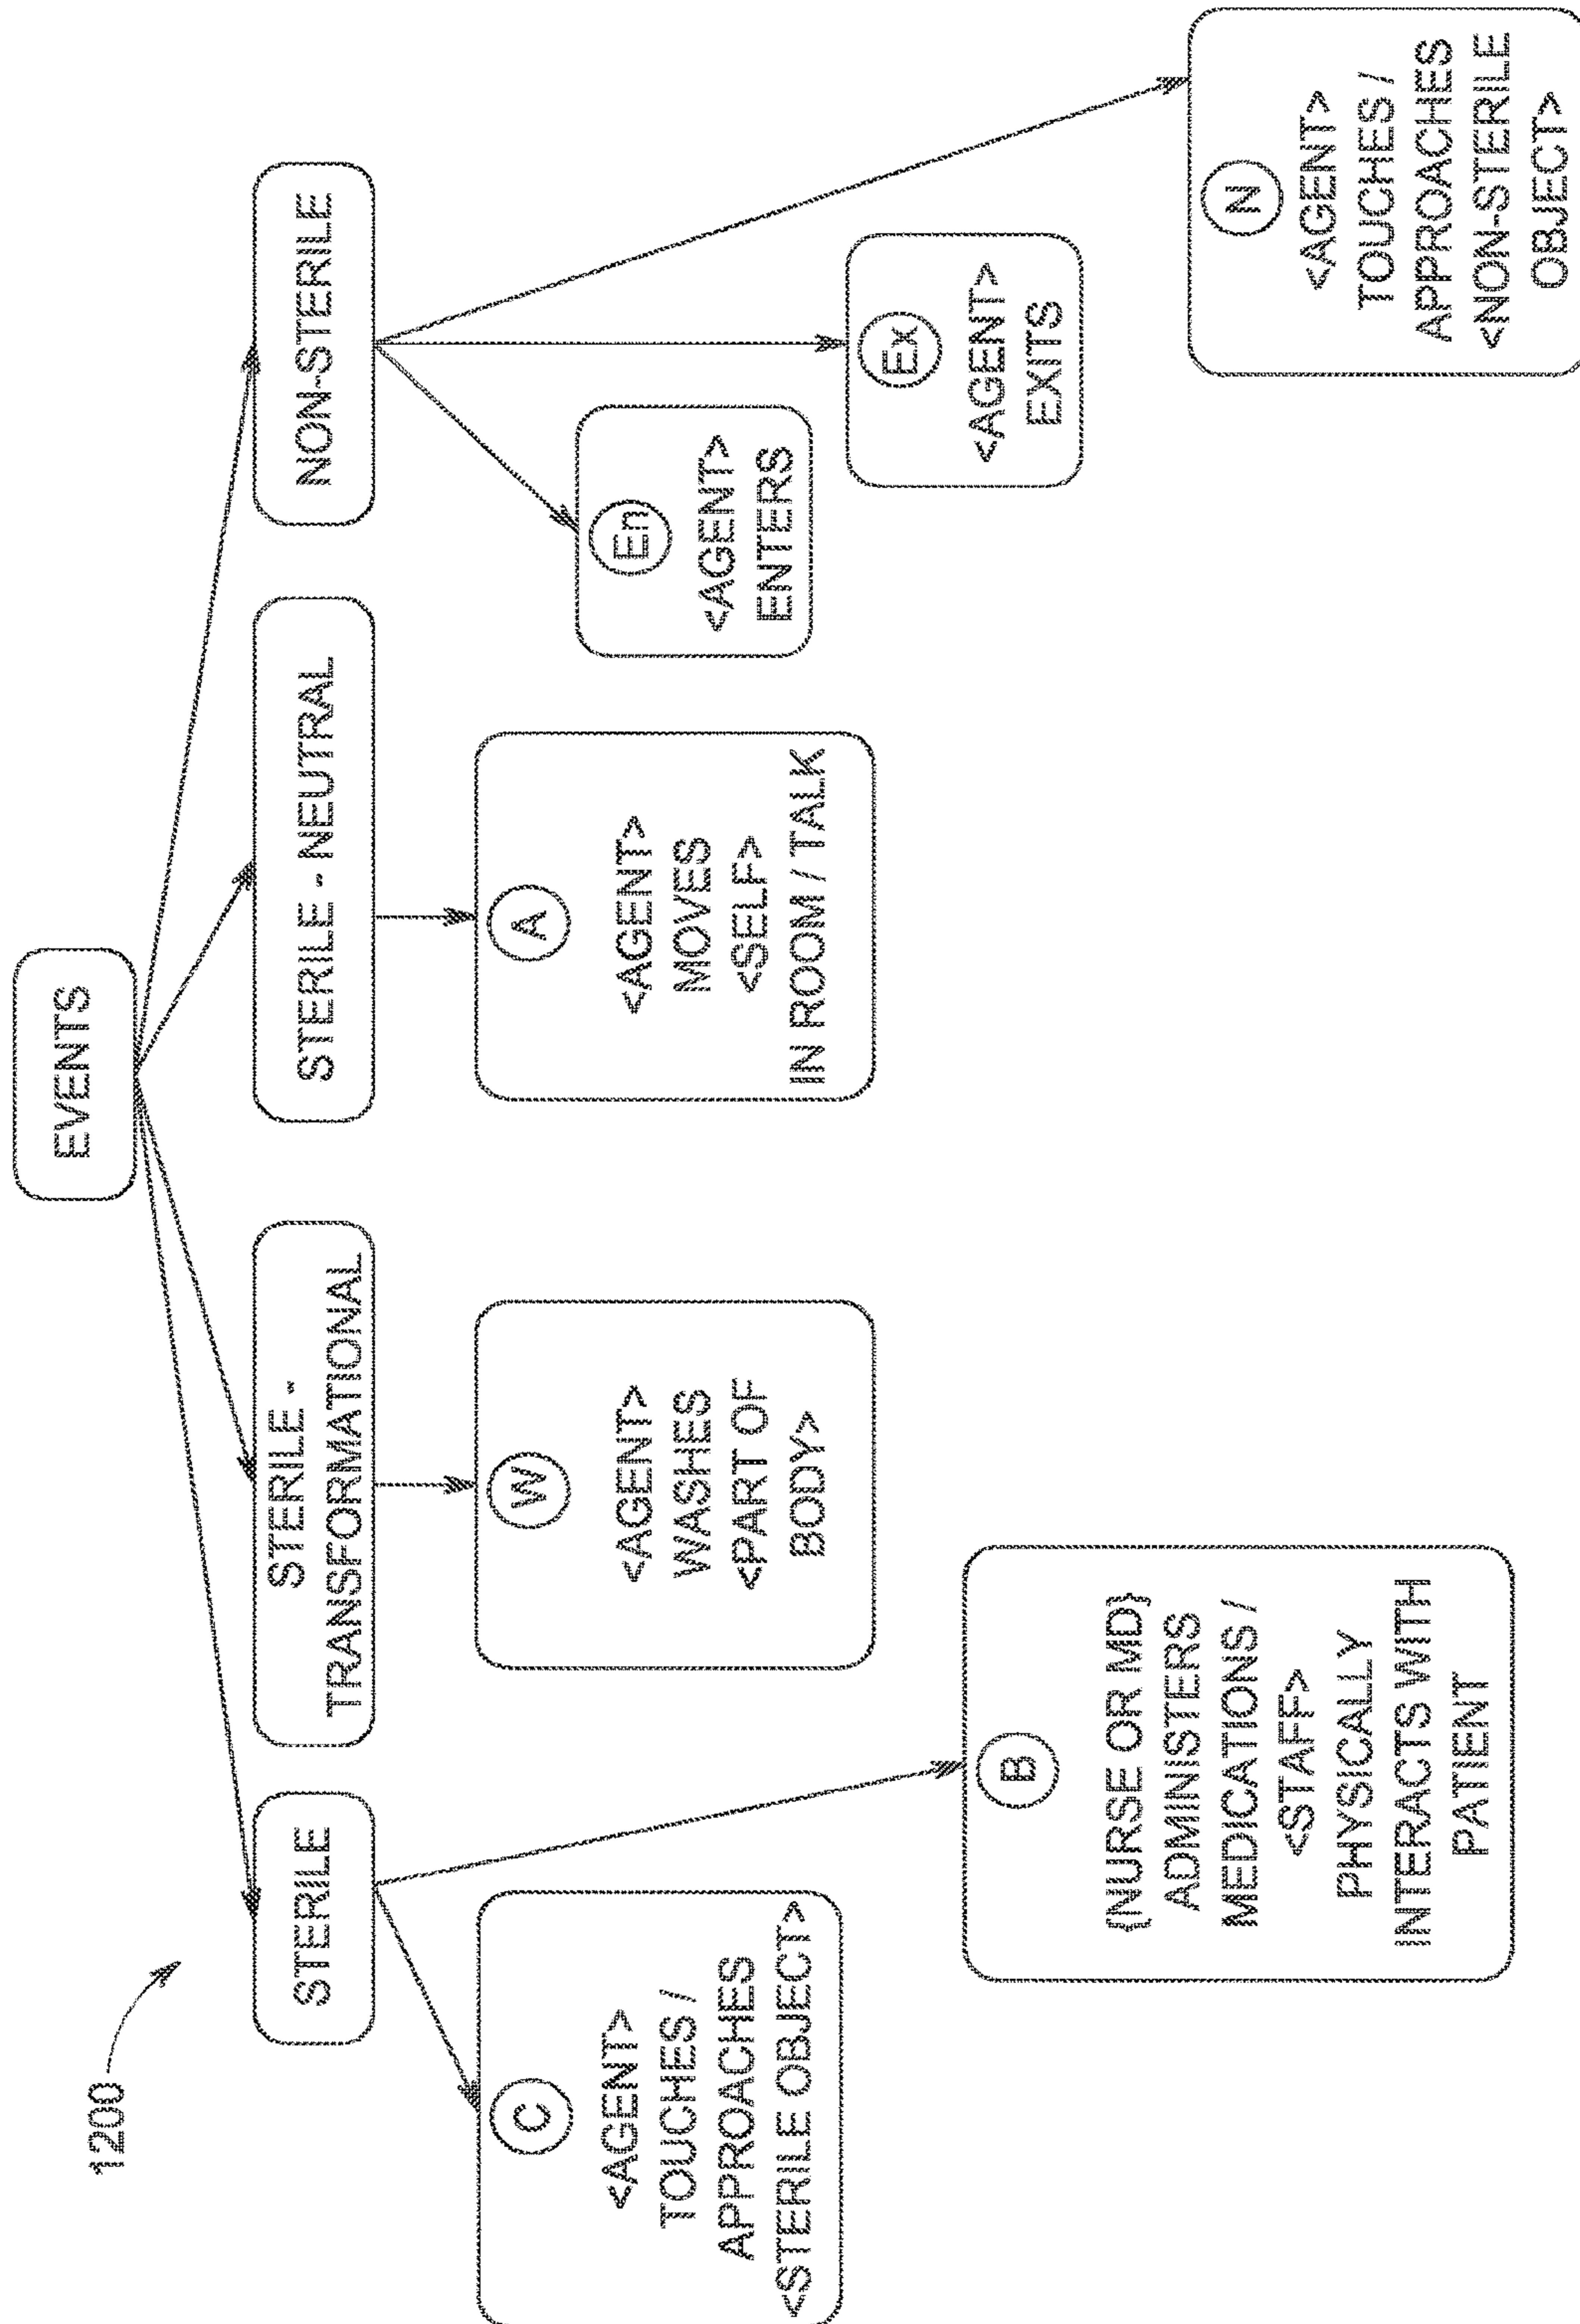 1200
EVENTS
STERILE
STERILE -
TRANSFORMATIONAL
STERILE - NEUTRAL
NON-STERILE
C
<AGENT>
TOUCHES /
APPROACHES
<STERILE OBJECT>
B
{NURSE OR MD}
ADMINISTERS
MEDICATIONS /
<STAFF>
PHYSICALLY
INTERACTS WITH
PATIENT
W
<AGENT>
WASHES
<PART OF
BODY>
A
<AGENT>
MOVES
<SELF>
IN ROOM / TALK
En
<AGENT>
ENTERS
Ex
<AGENT>
EXITS
N
<AGENT>
TOUCHES /
APPROACHES
<NON-STERILE
OBJECT>